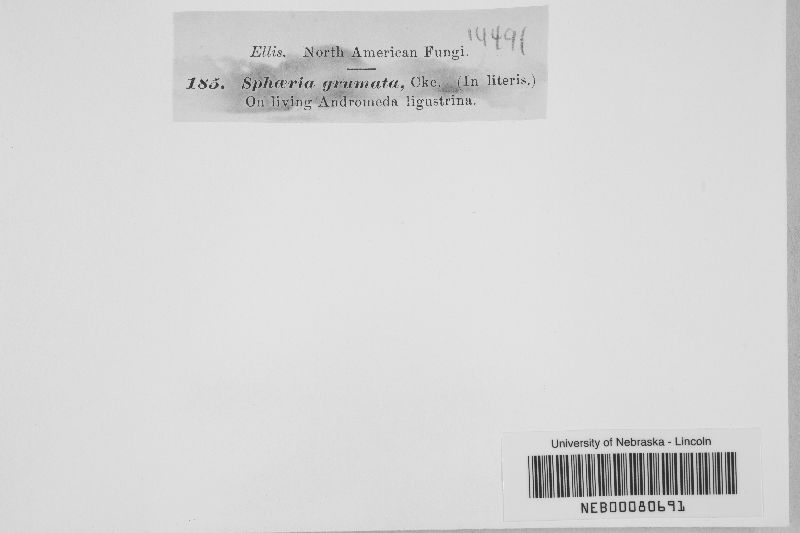 14491
Ellis. North American Fungi.
185. Sphæria grumata, Cke. (In literis.)
On living Andromeda ligustrina.
University of Nebraska - Lincoln
NEB00080691